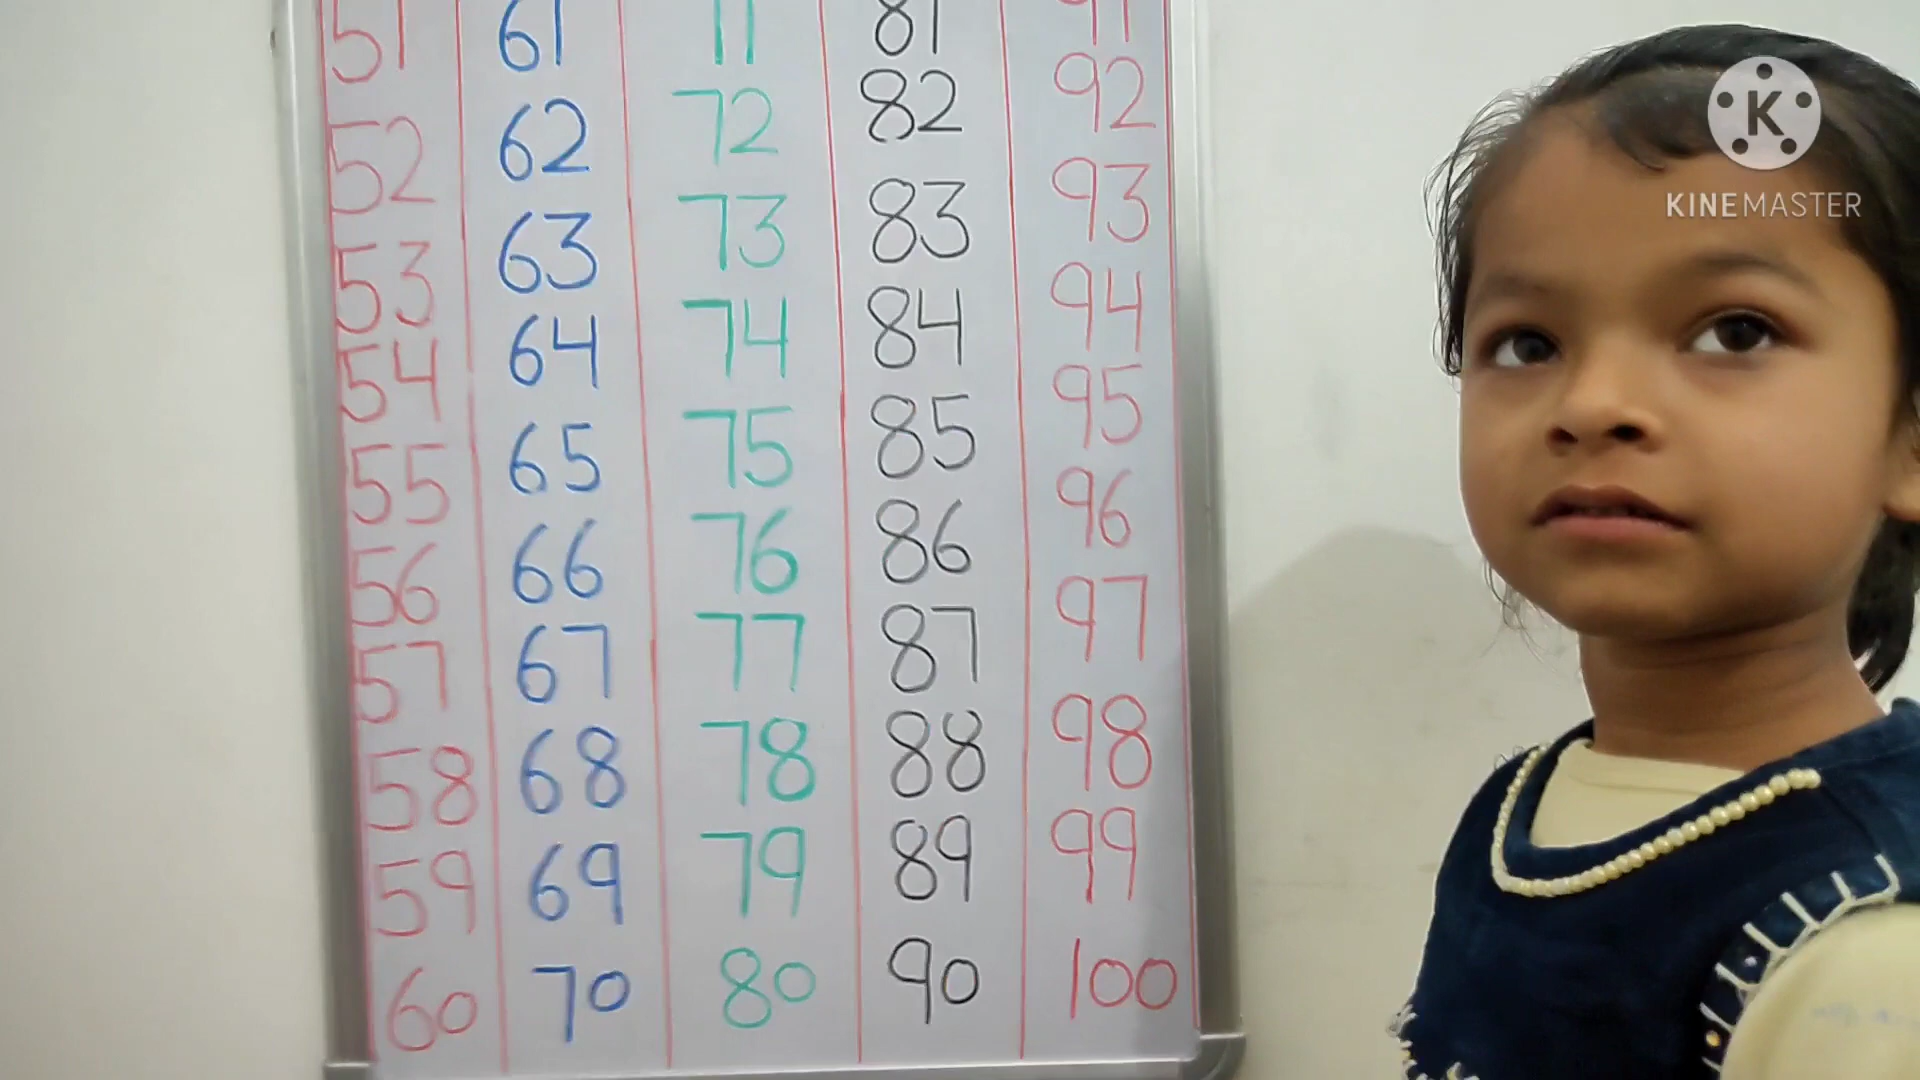 51 61 71 81 91
52 62 72 82 92
53 63 73 83 93
54 64 74 84 94
55 65 75 85 95
56 66 76 86 96
57 67 77 87 97
58 68 78 88 98
59 69 79 89 99
60 70 80 90 100
K
KINEMASTER